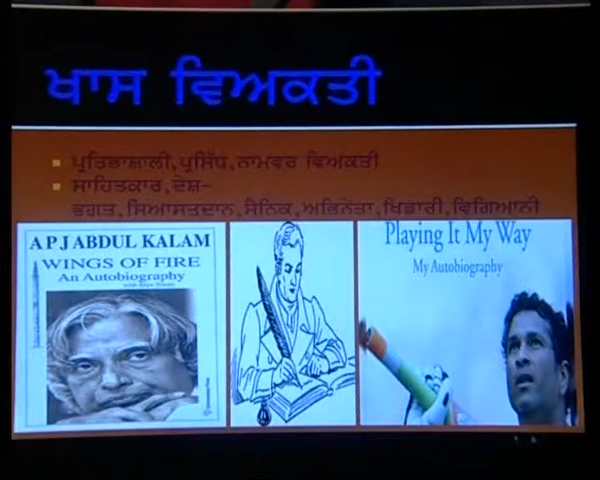 ਖਾਸ ਵਿਅਕਤੀ
ਪ੍ਰਤਿਭਾਸ਼ਾਲੀ,ਪ੍ਰਸਿੱਧ,ਨਾਮਵਰ ਵਿਅਕਤੀ
ਸਾਹਿਤਕਾਰ,ਦੇਸ਼-
ਭਗਤ,ਸਿਆਸਤਦਾਨ,ਸੈਨਿਕ,ਅਭਿਨੇਤਾ,ਖਿਡਾਰੀ,ਵਿਗਿਆਨੀ
A P J ABDUL KALAM
WINGS OF FIRE
An Autobiography
Playing It My Way
My Autobiography